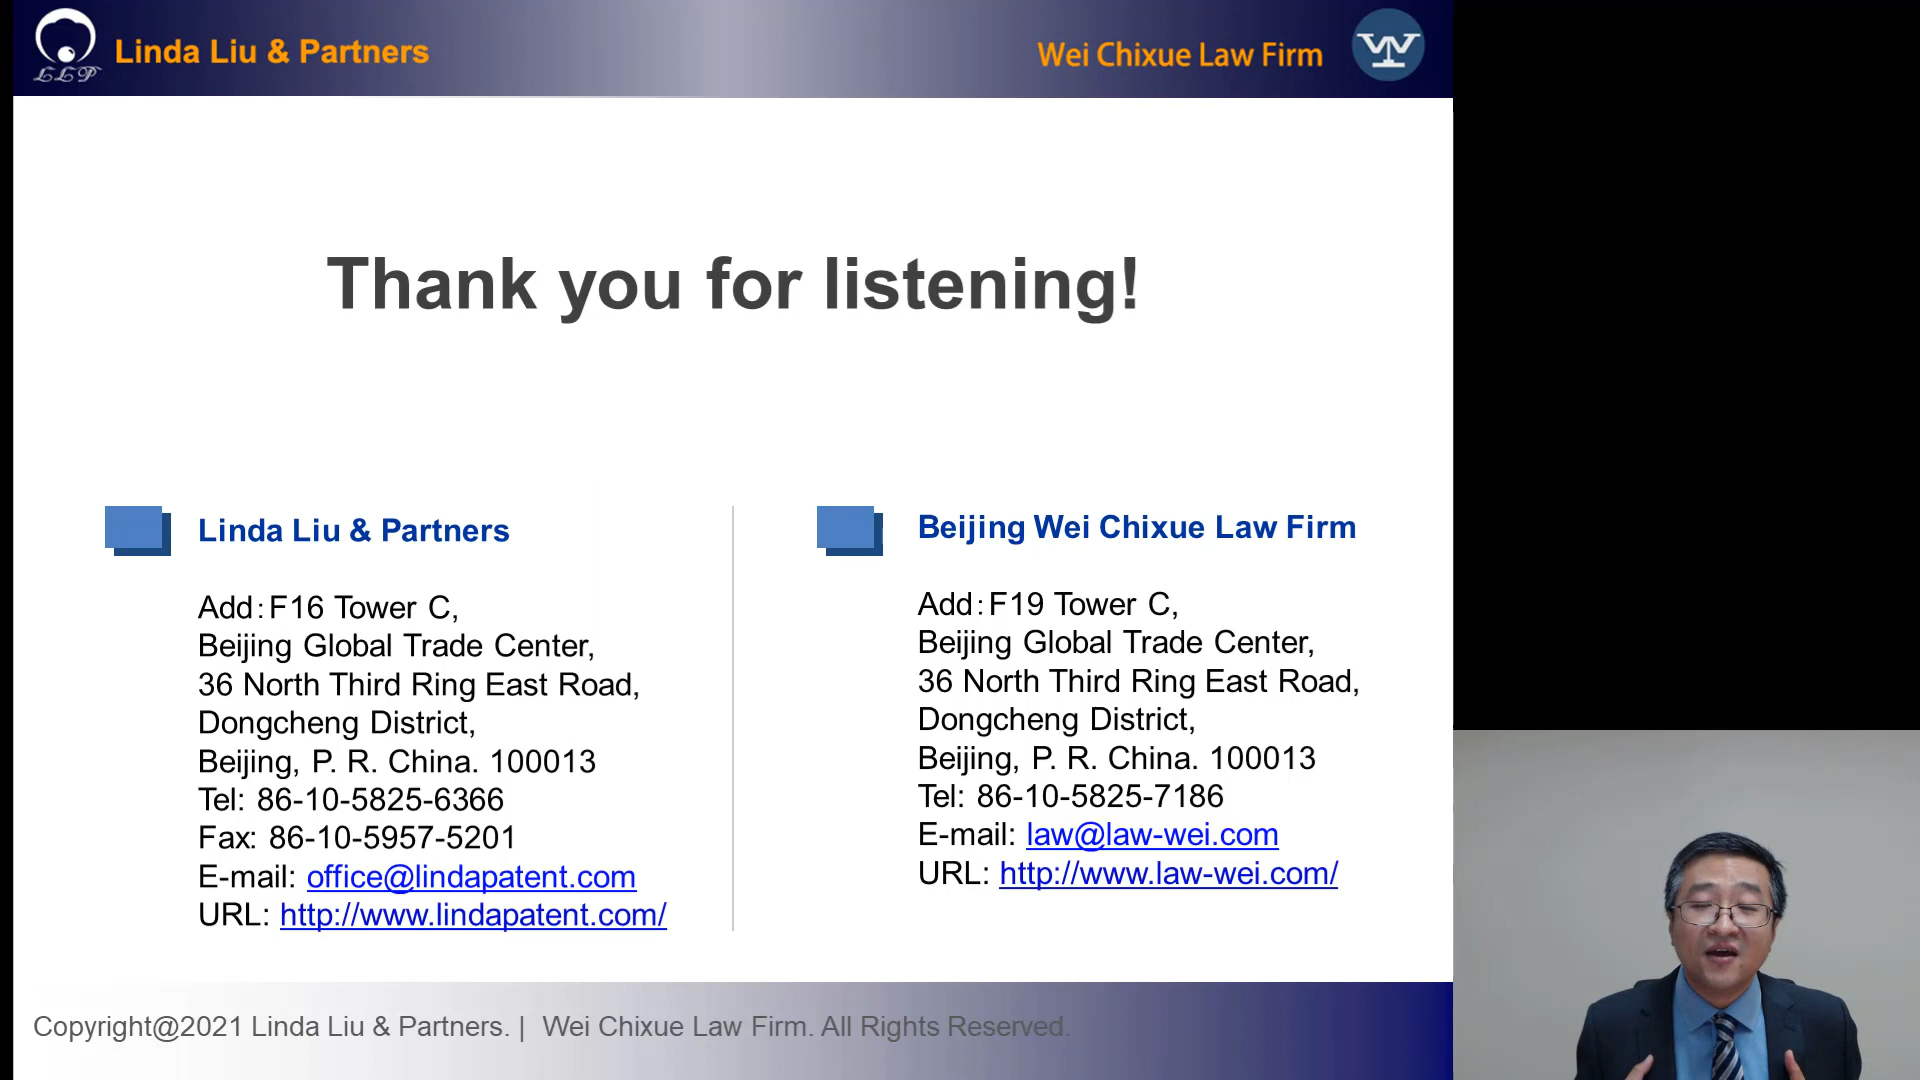 LLP
Linda Liu & Partners
Wei Chixue Law Firm
Thank you for listening!
Linda Liu & Partners
Add:F16 Tower C,
Beijing Global Trade Center,
36 North Third Ring East Road,
Dongcheng District,
Beijing, P. R. China. 100013
Tel: 86-10-5825-6366
Fax: 86-10-5957-5201
E-mail: office@lindapatent.com
URL: http://www.lindapatent.com/
Beijing Wei Chixue Law Firm
Add:F19 Tower C,
Beijing Global Trade Center,
36 North Third Ring East Road,
Dongcheng District,
Beijing, P. R. China. 100013
Tel: 86-10-5825-7186
E-mail: law@law-wei.com
URL: http://www.law-wei.com/
Copyright@2021 Linda Liu & Partners. | Wei Chixue Law Firm. All Rights Reserved.